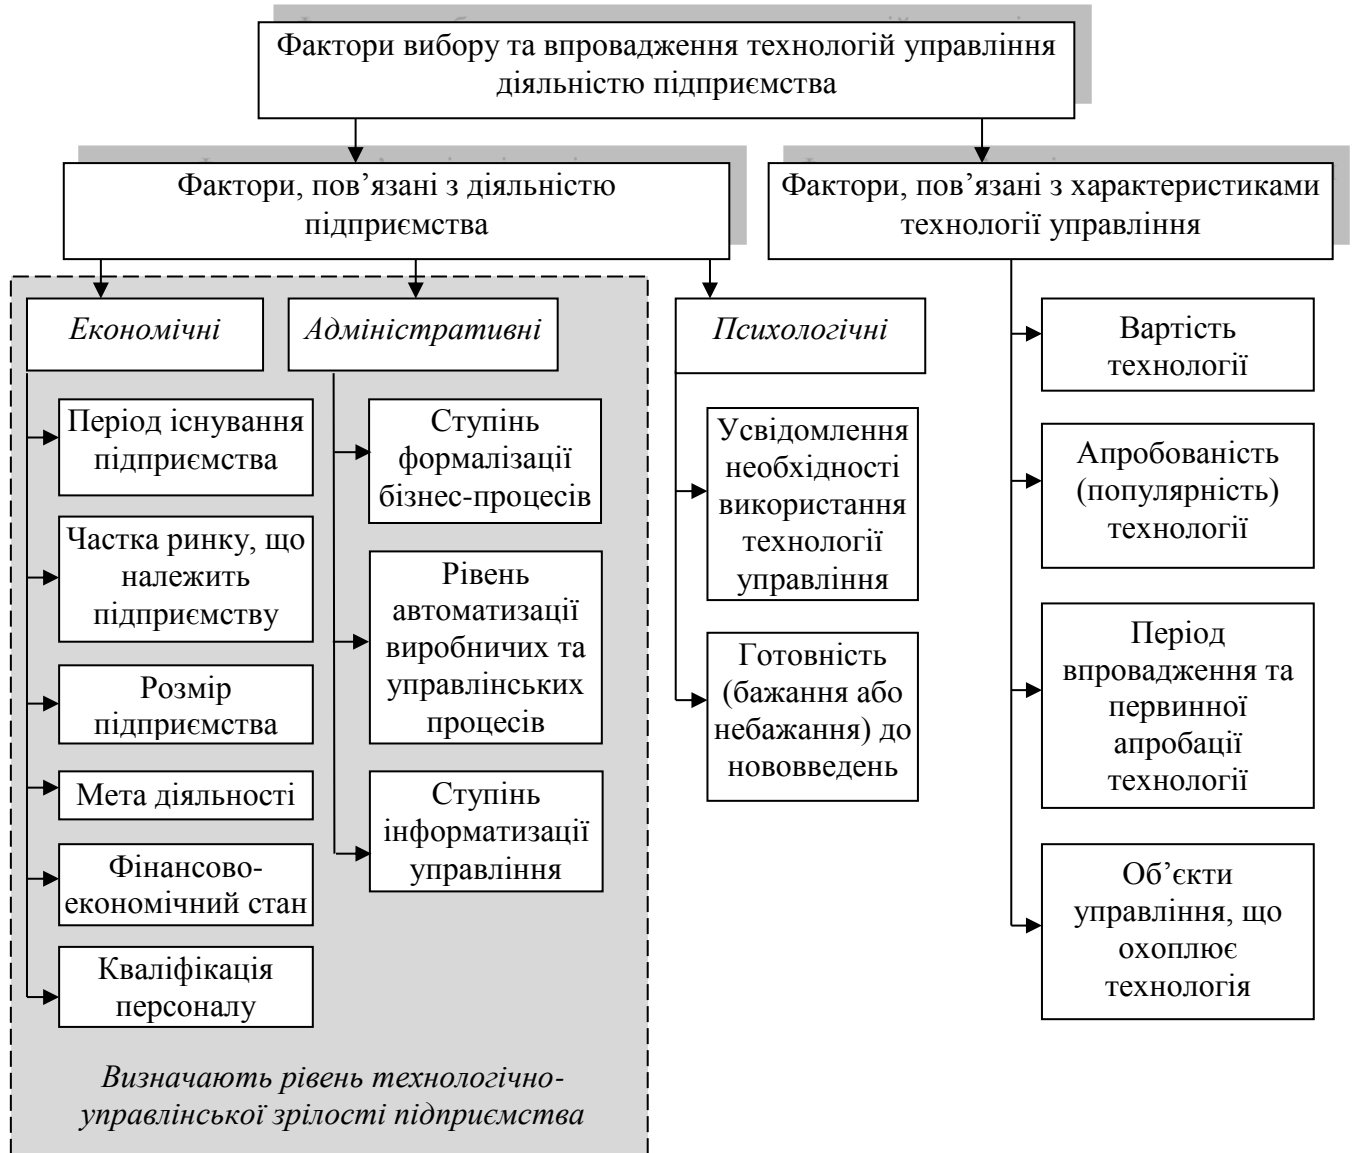 Фактори вибору та впровадження технологій управління
діяльністю підприємства
Фактори, пов’язані з діяльністю
підприємства
Фактори, пов’язані з характеристиками
технології управління
Економічні
Адміністративні
Психологічні
Період існування
підприємства
Частка ринку, що
належить
підприємству
Розмір
підприємства
Мета діяльності
Фінансово-
економічний стан
Кваліфікація
персоналу
Ступінь
формалізації
бізнес-процесів
Рівень
автоматизації
виробничих та
управлінських
процесів
Ступінь
інформатизації
управління
Усвідомлення
необхідності
використання
технології
управління
Готовність
(бажання або
небажання) до
нововведень
Вартість
технології
Апробованість
(популярність)
технології
Період
впровадження та
первинної
апробації
технології
Об’єкти
управління, що
охоплює
технологія
Визначають рівень технологічно-
управлінської зрілості підприємства